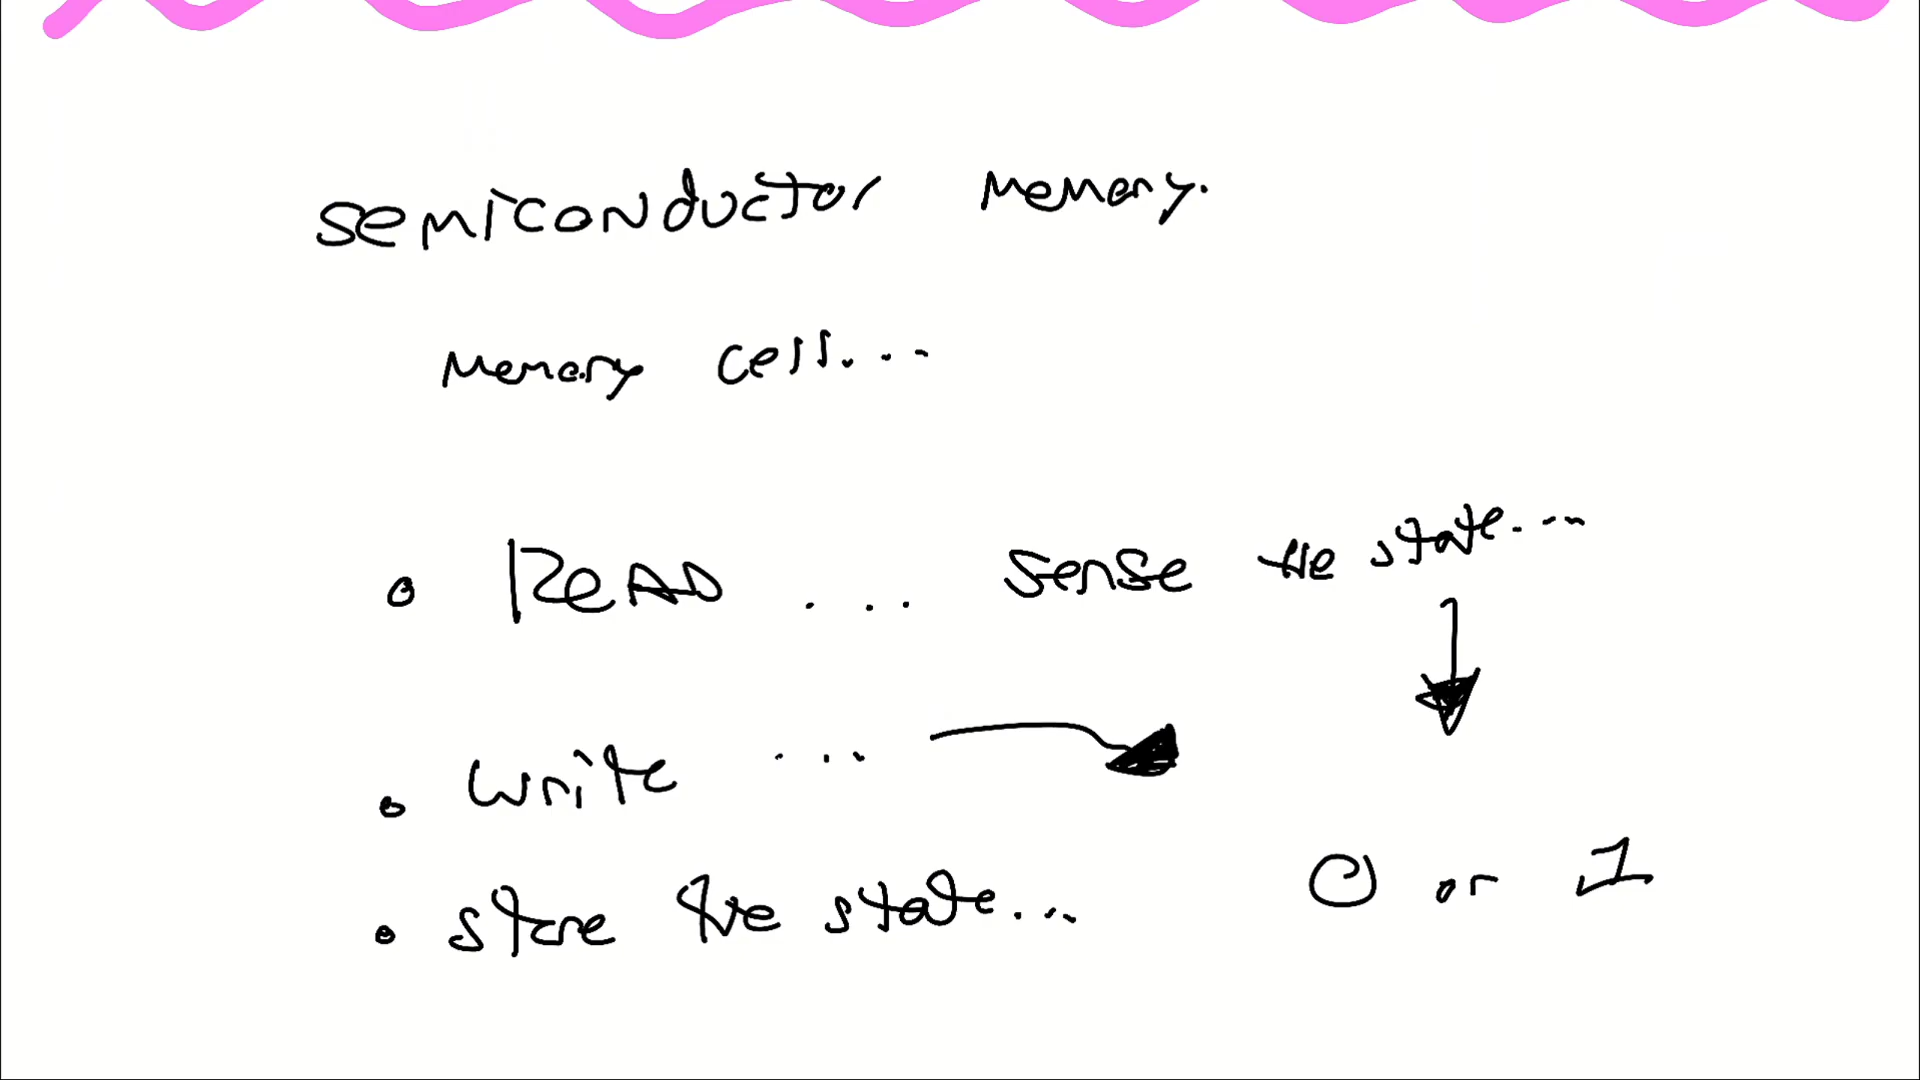 semiconductor memory.
memory cell....
• READ ... sense the state....
• write ...
0 or 1
• store the state....